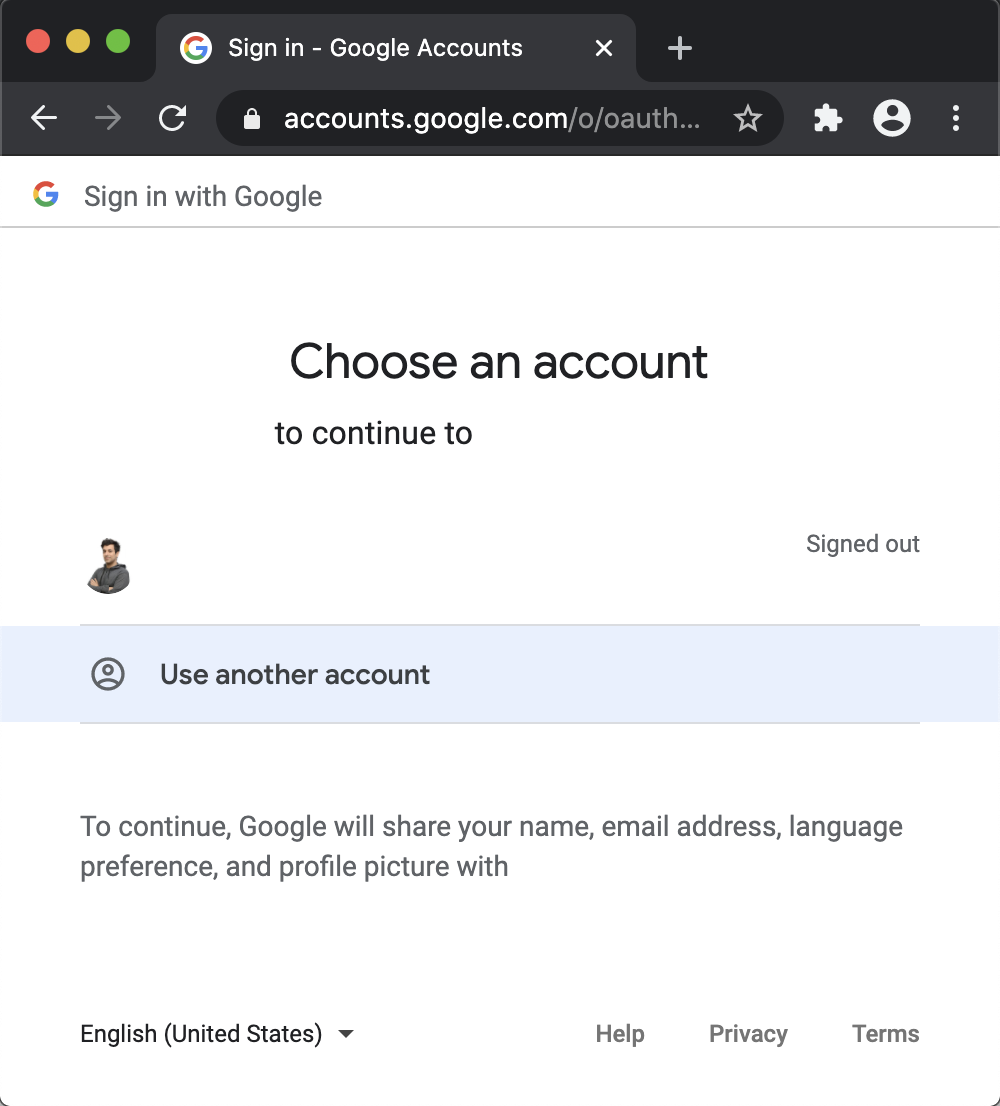 Sign in - Google Accounts
accounts.google.com/o/oauth...
Sign in with Google
Choose an account
to continue to
Signed out
Use another account
To continue, Google will share your name, email address, language
preference, and profile picture with
English (United States) Help Privacy Terms